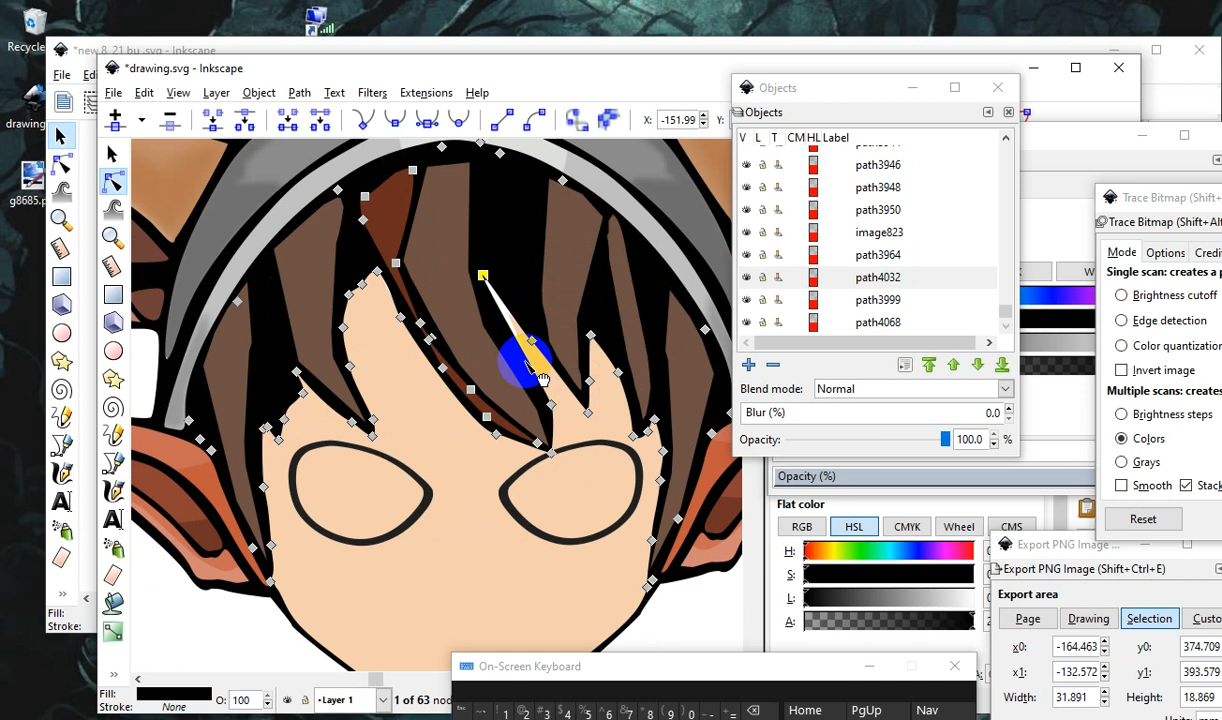 Recycle
*new 8_21 bu .svg - Inkscape
*drawing.svg - Inkscape
File
File Edit View Layer Object Path Text Filters Extensions Help
X: -151.99 Y:
drawing
g8685.p
Objects
Objects
V L T CM HL Label
path3946
path3948
path3950
image823
path3964
path4032
path3999
path4068
Blend mode: Normal
Blur (%) 0.0
Opacity: 100.0 %
Opacity (%)
Flat color
RGB HSL CMYK Wheel CMS
H:
S:
L:
A:
Trace Bitmap (Shift+
Trace Bitmap (Shift+Alt
Mode Options Credi
Single scan: creates a p
Brightness cutoff
Edge detection
Color quantization
Invert image
Multiple scans: creates
Brightness steps
Colors
Grays
Smooth Stack
Reset
Export PNG Image ...
Export PNG Image (Shift+Ctrl+E)
Export area
Page Drawing Selection Custo
x0: -164.463 y0: 374.709
x1: -132.572 y1: 393.579
Width: 31.891 Height: 18.869
Fill:
Stroke:
Fill:
Stroke: None
O: 100
Layer 1
1 of 63 nod
On-Screen Keyboard
Home PgUp Nav